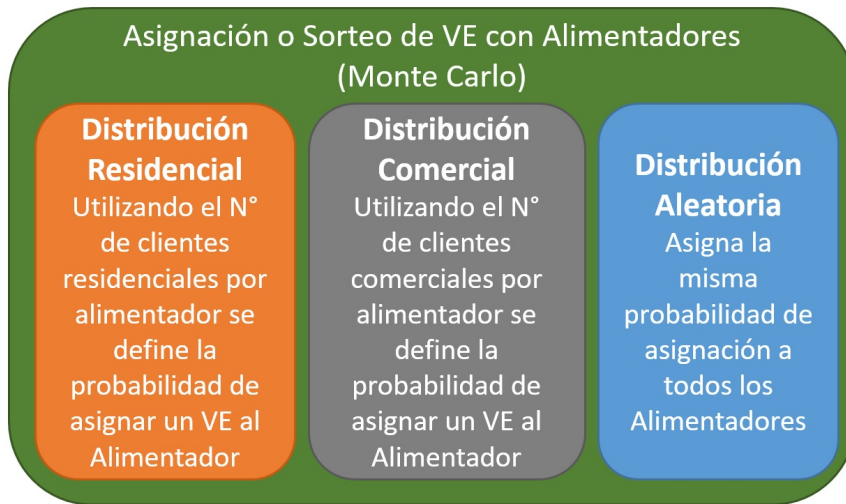 Asignación o Sorteo de VE con Alimentadores
(Monte Carlo)
Distribución
Residencial
Utilizando el N°
de clientes
residenciales por
alimentador se
define la
probabilidad de
asignar un VE al
Alimentador
Distribución
Comercial
Utilizando el N°
de clientes
comerciales por
alimentador se
define la
probabilidad de
asignar un VE al
Alimentador
Distribución
Aleatoria
Asigna la
misma
probabilidad de
asignación a
todos los
Alimentadores